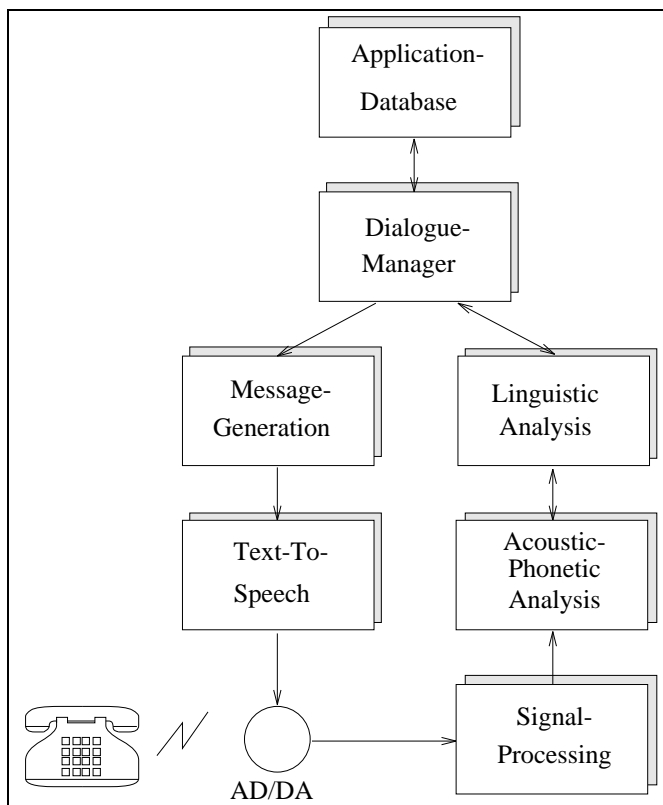 Application-
Database
Dialogue-
Manager
Message-
Generation
Linguistic
Analysis
Text-To-
Speech
Acoustic-
Phonetic
Analysis
Signal-
Processing
AD/DA